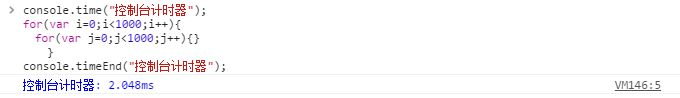 > console.time("控制台计时器");
for(var i=0;i<1000;i++){
for(var j=0;j<1000;j++){}
}
console.timeEnd("控制台计时器");
控制台计时器: 2.048ms VM146:5